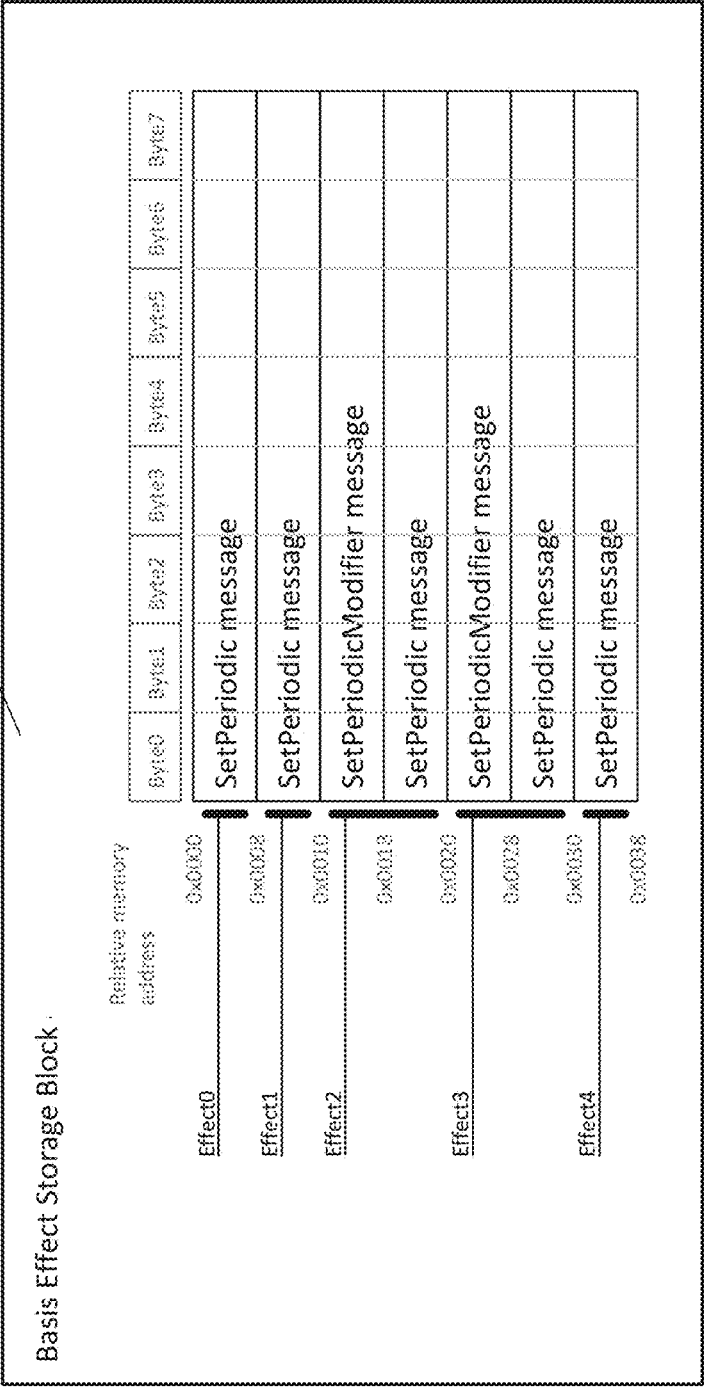 Basis Effect Storage Block
Relative memory
address
Byte0 Byte1 Byte2 Byte3 Byte4 Byte5 Byte6 Byte7
0x0000
Effect0 SetPeriodic message
0x0008
Effect1 SetPeriodic message
0x0010
Effect2 SetPeriodicModifier message
0x0018
SetPeriodic message
0x0020
Effect3 SetPeriodicModifier message
0x0028
SetPeriodic message
0x0030
Effect4 SetPeriodic message
0x0038